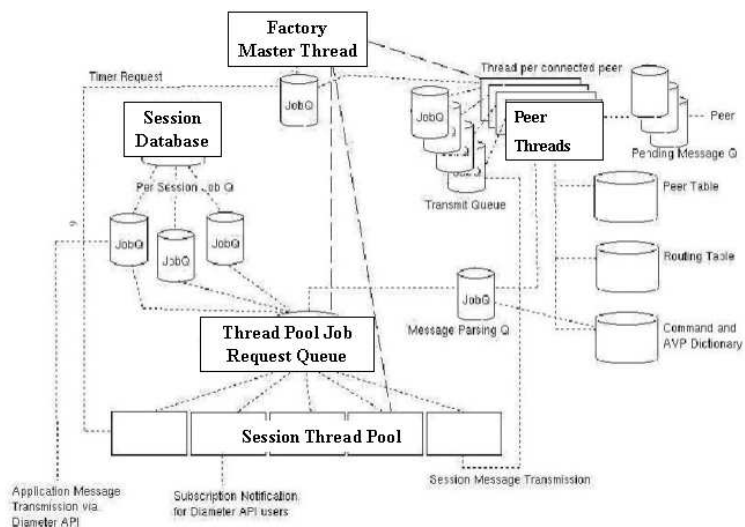 Factory
Master Thread
Timer Request
Thread per connected peer
JobQ
JobQ
Session
Database
Peer
Threads
Peer
Pending Message Q
Per Session Job Q
Transmit Queue
Peer Table
JobQ
JobQ
JobQ
Routing Table
JobQ
Message Parsing Q
Thread Pool Job
Request Queue
Command and
AVP Dictionary
Session Thread Pool
Session Message Transmission
Application Message
Transmission via
Diameter API
Subscription Notification
for Diameter API users